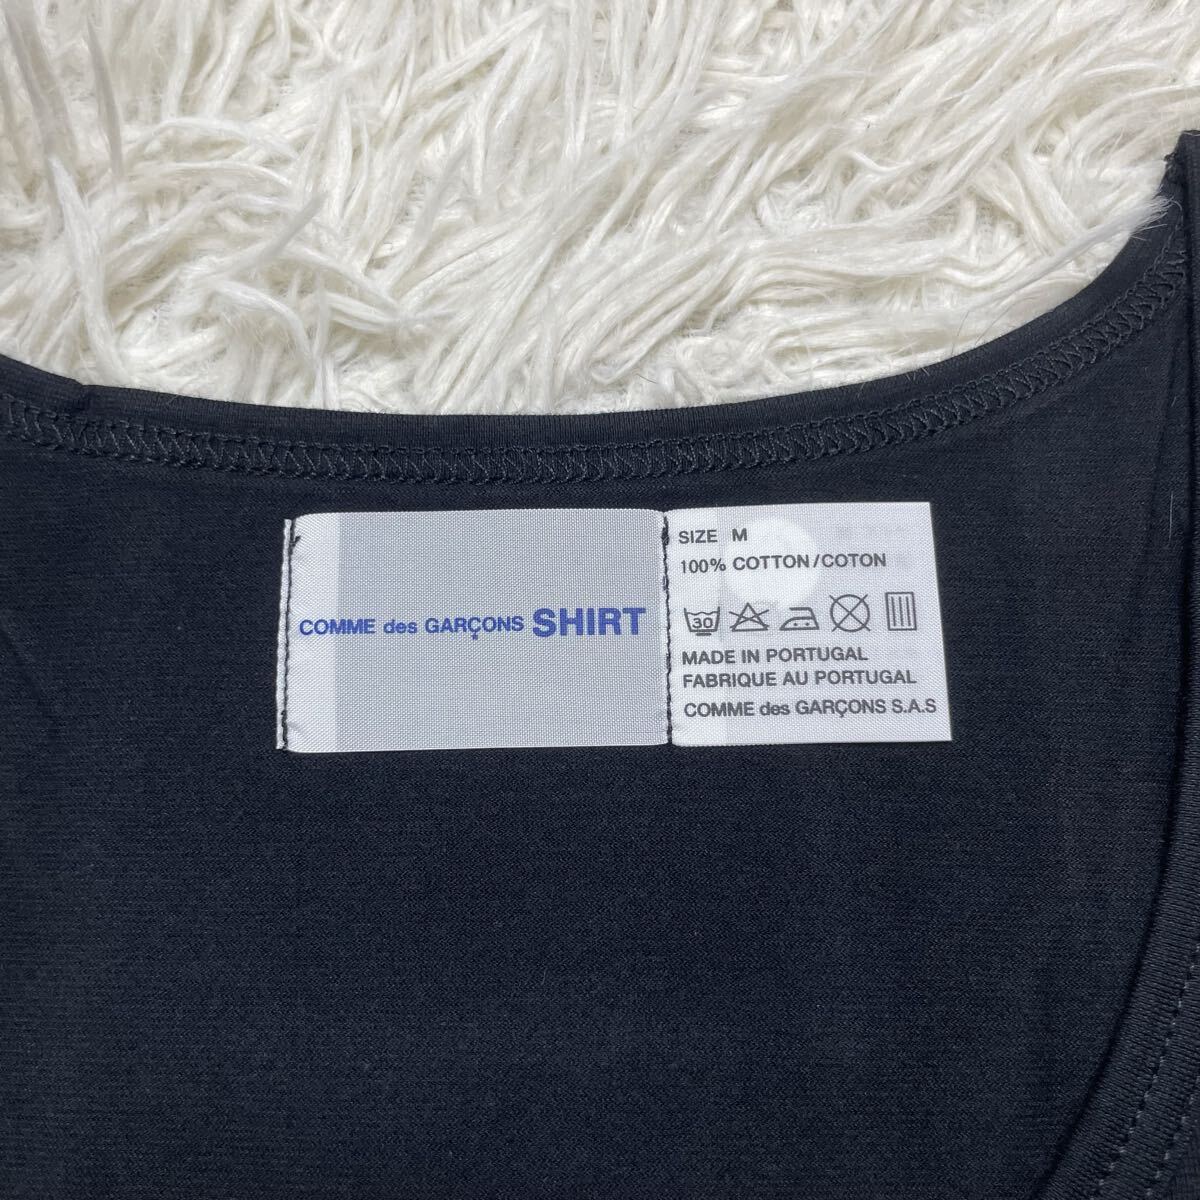 COMME des GARÇONS SHIRT
SIZE M
100% COTTON/COTON
30
MADE IN PORTUGAL
FABRIQUE AU PORTUGAL
COMME des GARÇONS S.A.S